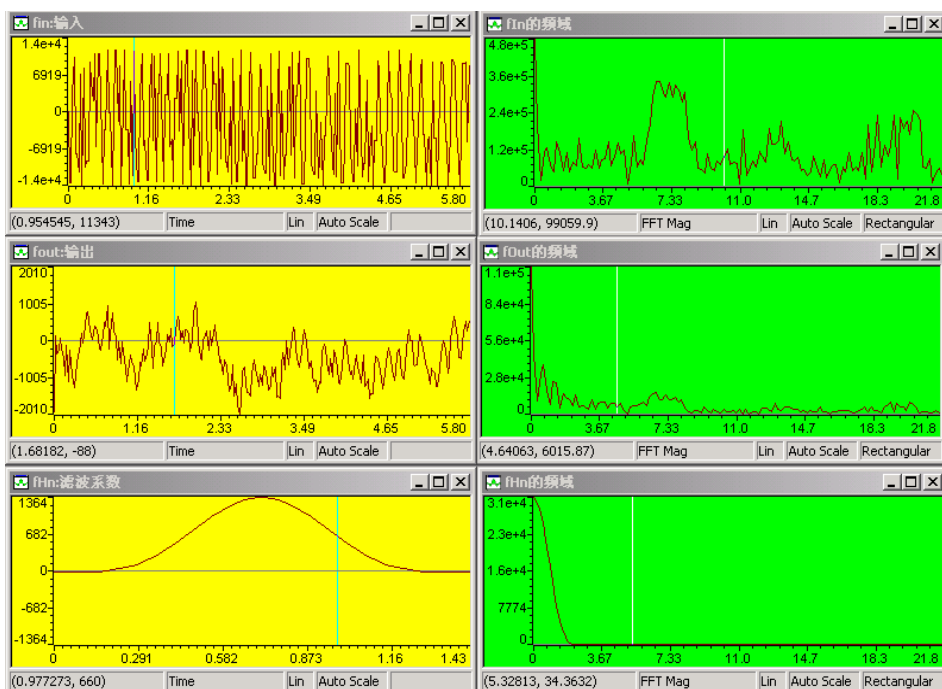 fin:输入
1.4e+4
6919
0
-6919
-1.4e+4
0 1.16 2.33 3.49 4.65 5.80
(0.954545, 11343) Time Lin Auto Scale
fIn的频域
4.8e+5
3.6e+5
2.4e+5
1.2e+5
0
0 3.67 7.33 11.0 14.7 18.3 21.8
(10.1406, 99059.9) FFT Mag Lin Auto Scale Rectangular
fout:输出
2010
1005
0
-1005
-2010
0 1.16 2.33 3.49 4.65 5.80
(1.68182, -88) Time Lin Auto Scale
fOut的频域
1.1e+5
8.4e+4
5.6e+4
2.8e+4
0
0 3.67 7.33 11.0 14.7 18.3 21.8
(4.64063, 6015.87) FFT Mag Lin Auto Scale Rectangular
fHn:滤波系数
1364
682
0
-682
-1364
0 0.291 0.582 0.873 1.16 1.43
(0.977273, 660) Time Lin Auto Scale
fHn的频域
3.1e+4
2.3e+4
1.6e+4
7774
0
0 3.67 7.33 11.0 14.7 18.3 21.8
(5.32813, 34.3632) FFT Mag Lin Auto Scale Rectangular